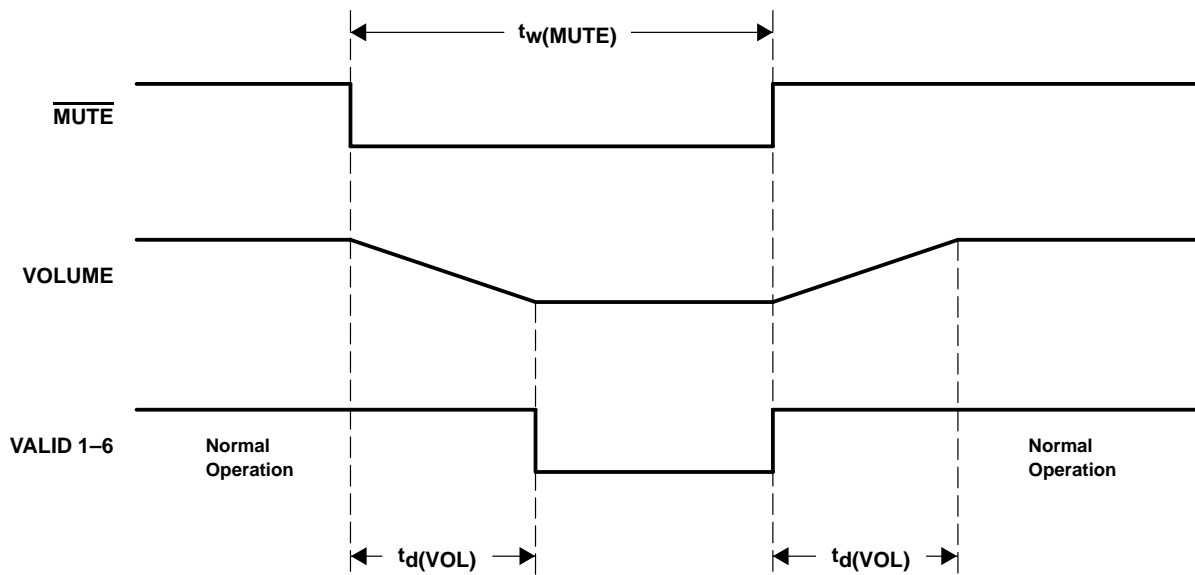 tw(MUTE)
MUTE
VOLUME
VALID 1–6
Normal
Operation
Normal
Operation
td(VOL)
td(VOL)